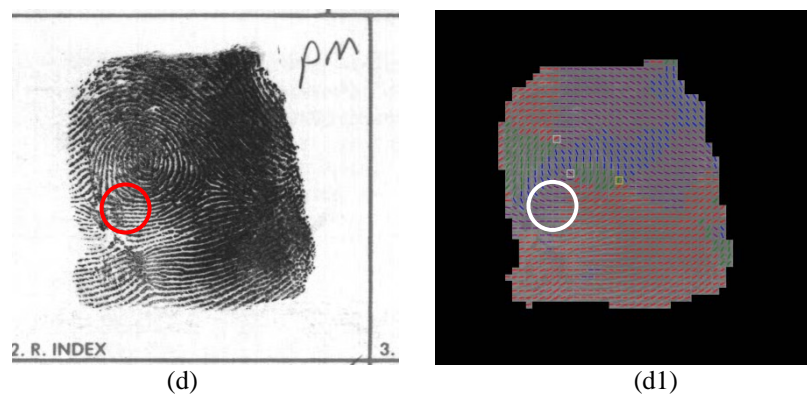 PM
2. R. INDEX
3.
(d)
(d1)